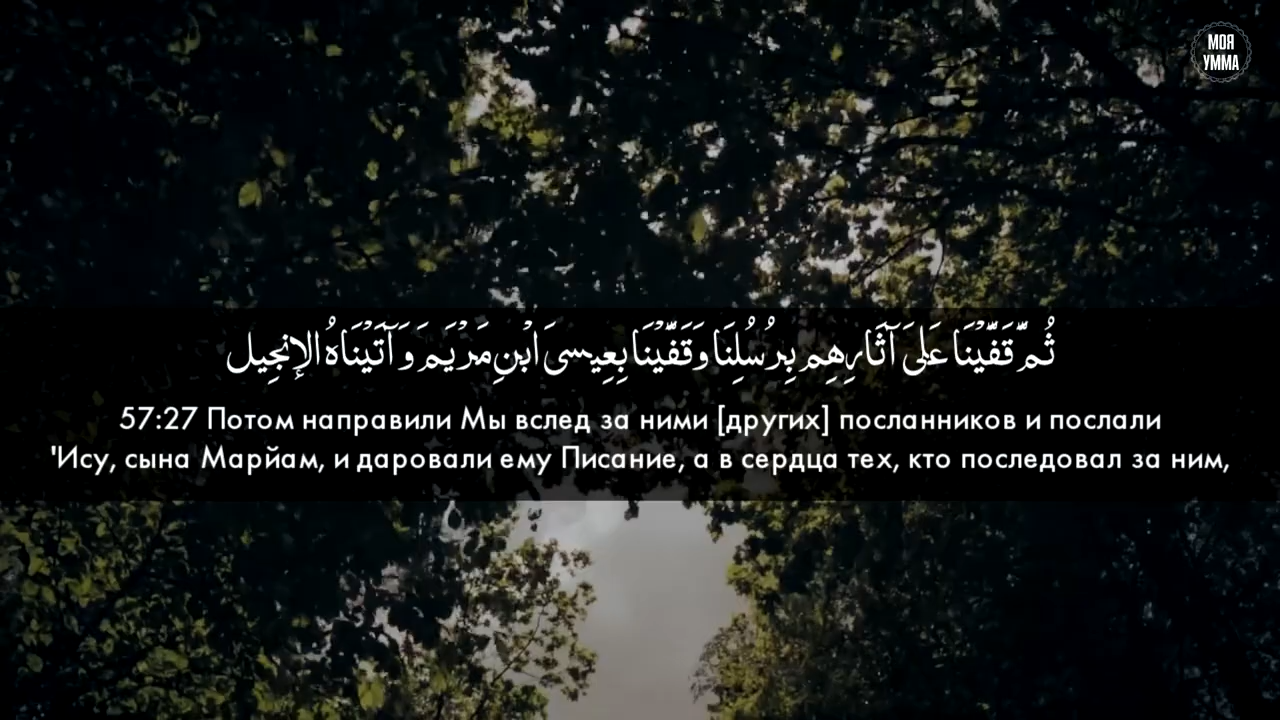 МОЯ
УММА
ثُمَّ قَفَّيْنَا عَلَىٰ آثَارِهِم بِرُسُلِنَا وَقَفَّيْنَا بِعِيسَى ابْنِ مَرْيَمَ وَآتَيْنَاهُ الإِنجِيل
57:27 Потом направили Мы вслед за ними [других] посланников и послали
'Ису, сына Марйам, и даровали ему Писание, а в сердца тех, кто последовал за ним,